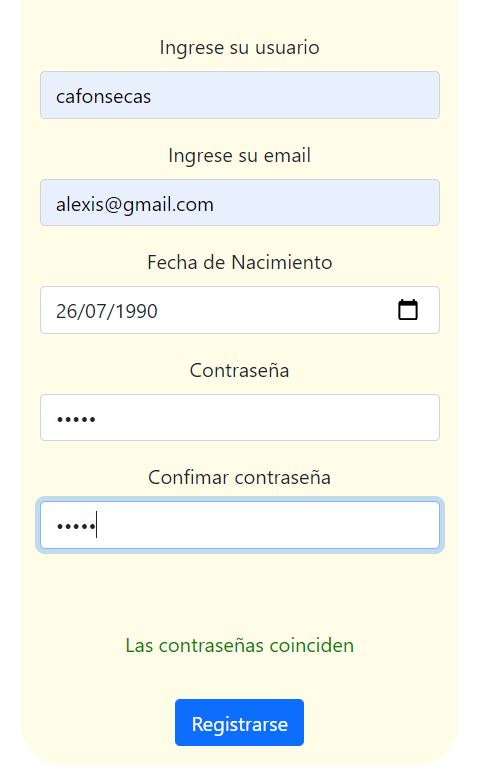 Ingrese su usuario
cafonsecas
Ingrese su email
alexis@gmail.com
Fecha de Nacimiento
26/07/1990
Contraseña
•••••
Confimar contraseña
•••••
Las contraseñas coinciden
Registrarse